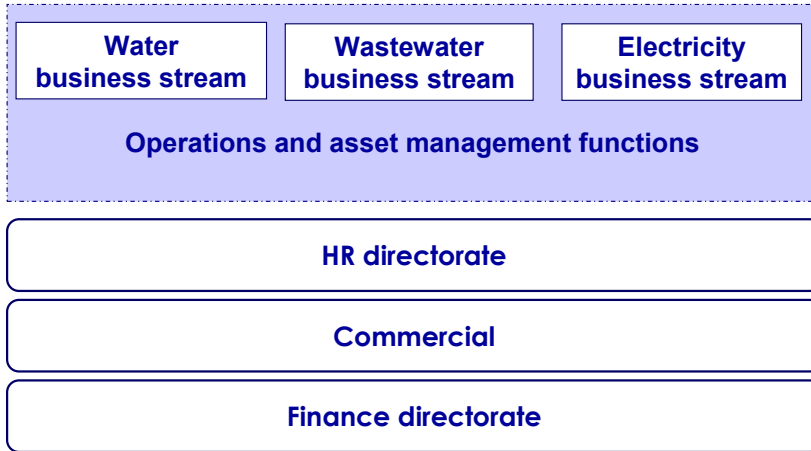 Water
business stream
Wastewater
business stream
Electricity
business stream
Operations and asset management functions
HR directorate
Commercial
Finance directorate